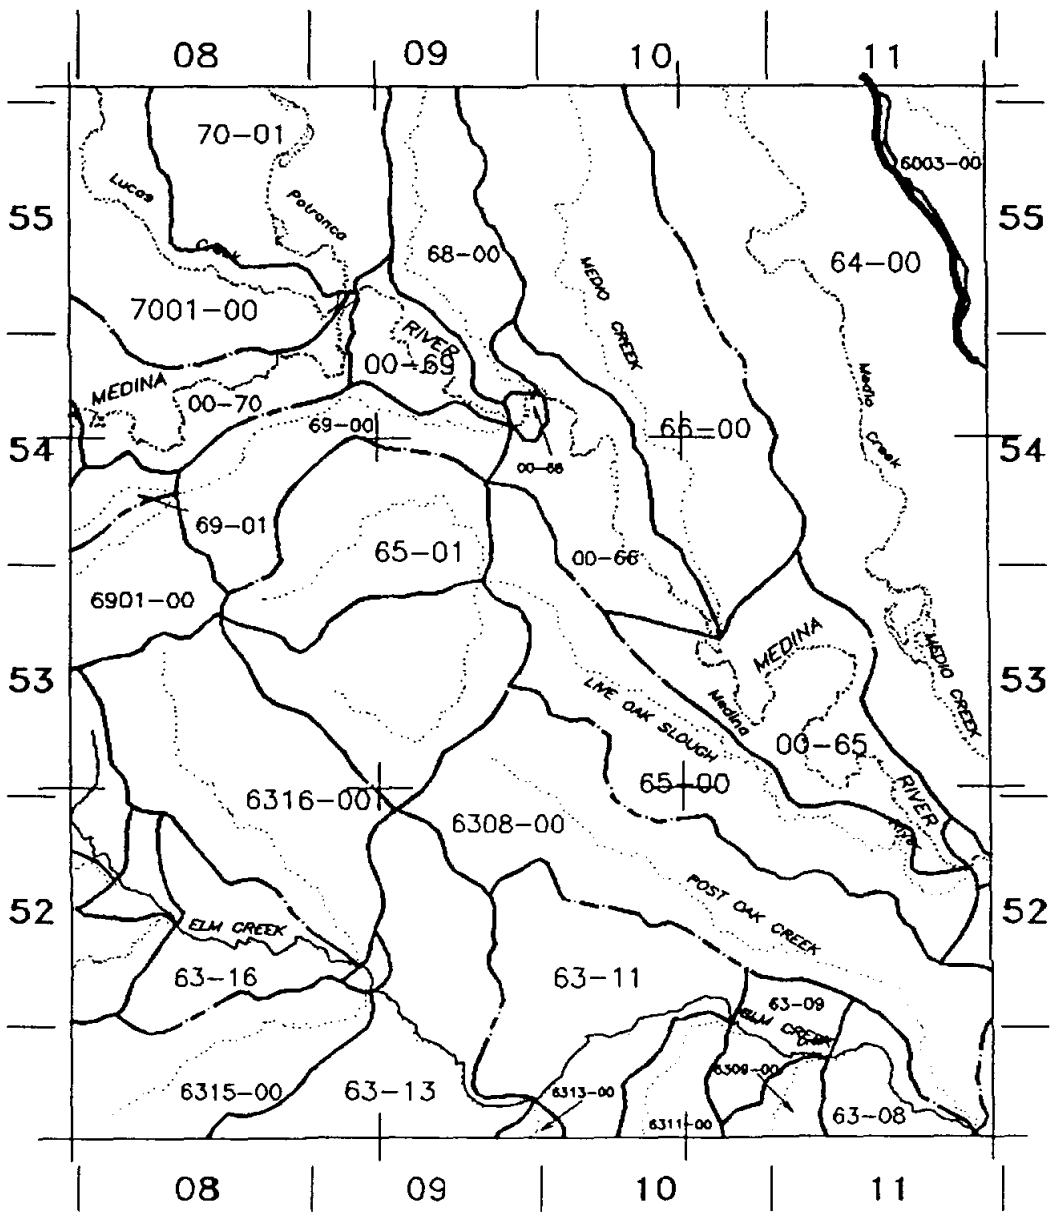 08 09 10 11
70-01
6003-00
Lucas
Potranca
55 55
Creek
68-00
64-00
MEDIO
CREEK
7001-00
RIVER
00-69
MEDINA
00-70
Medio
Creek
69-00
66-00
54 54
00-66
69-01
65-01
00-66
6901-00
MEDINA
MEDIO CREEK
53 53
LIVE OAK SLOUGH
Medina
00-65
65-00
RIVER
River
6316-00
6308-00
POST OAK CREEK
52 52
ELM CREEK
63-16
63-11
63-09
ELM CREEK
6309-00
6315-00
63-13
6313-00
6311-00
63-08
08 09 10 11